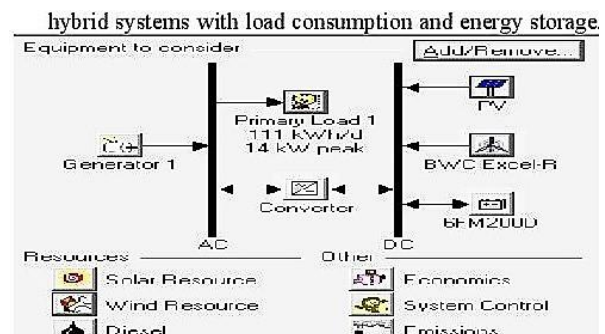 hybrid systems with load consumption and energy storage.
Equipment to consider
Add/Remove...
Primary Load 1
111 kWh/d
14 kW peak
PV
Generator 1
BWC Excel-R
Converter
6FM200D
AC
DC
Resources
Other
Solar Resource
Economics
Wind Resource
System Control
Diesel
Emissions